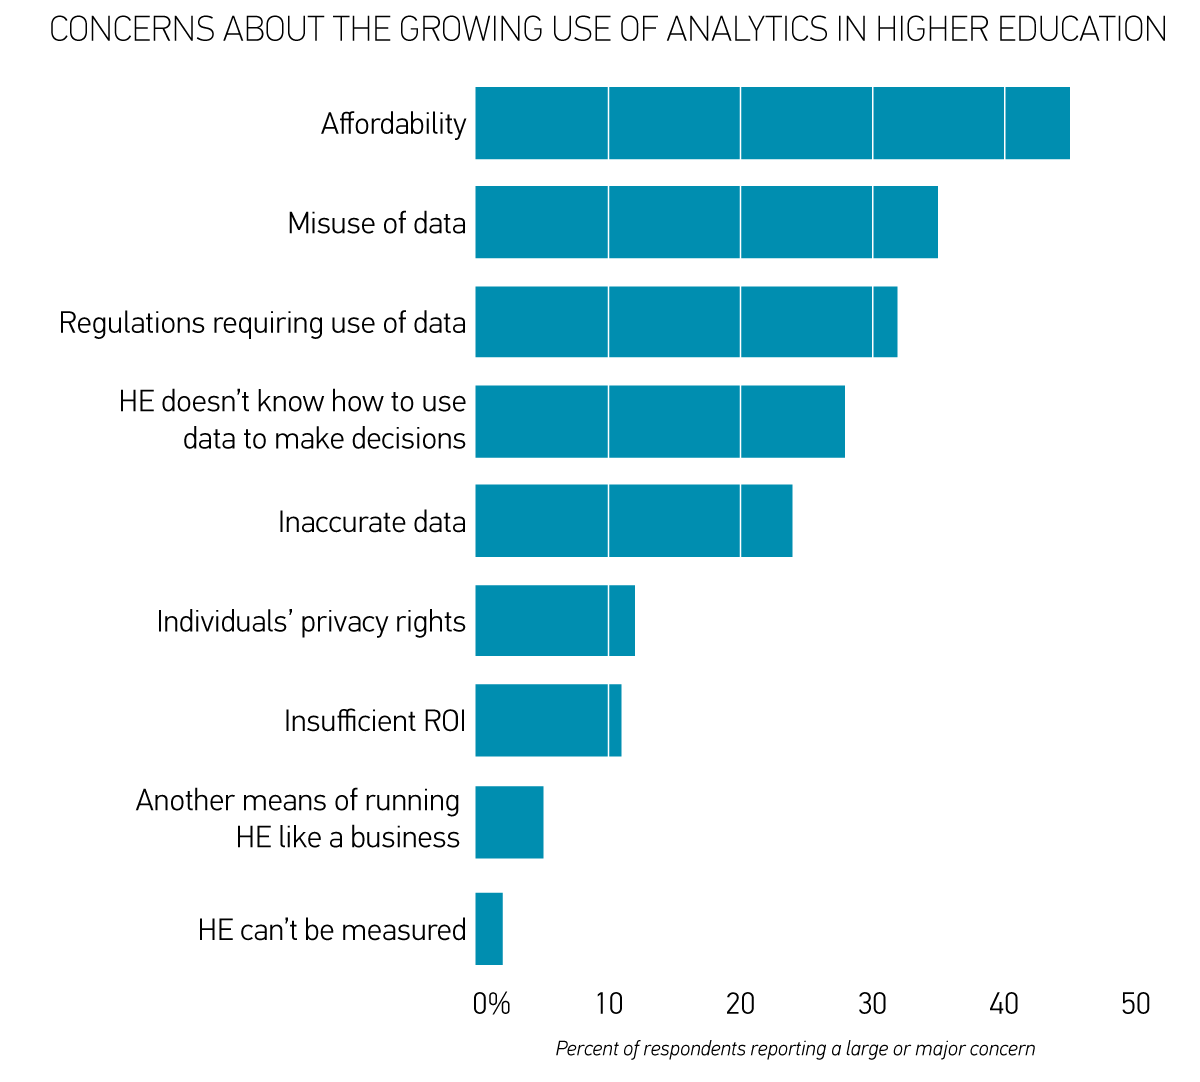 CONCERNS ABOUT THE GROWING USE OF ANALYTICS IN HIGHER EDUCATION
Affordability
Misuse of data
Regulations requiring use of data
HE doesn’t know how to use
data to make decisions
Inaccurate data
Individuals’ privacy rights
Insufficient ROI
Another means of running
HE like a business
HE can’t be measured
0% 10 20 30 40 50
Percent of respondents reporting a large or major concern